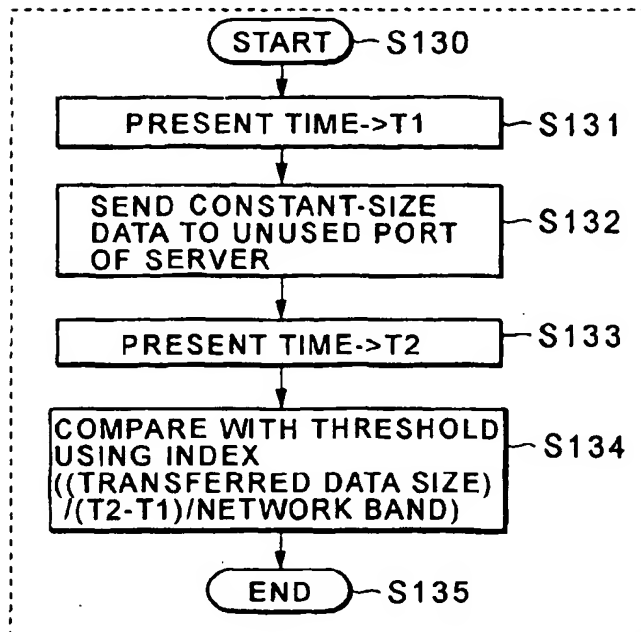 START S130
PRESENT TIME->T1 S131
SEND CONSTANT-SIZE
DATA TO UNUSED PORT S132
OF SERVER
PRESENT TIME->T2 S133
COMPARE WITH THRESHOLD
USING INDEX S134
((TRANSFERRED DATA SIZE)
/(T2-T1)/NETWORK BAND)
END S135